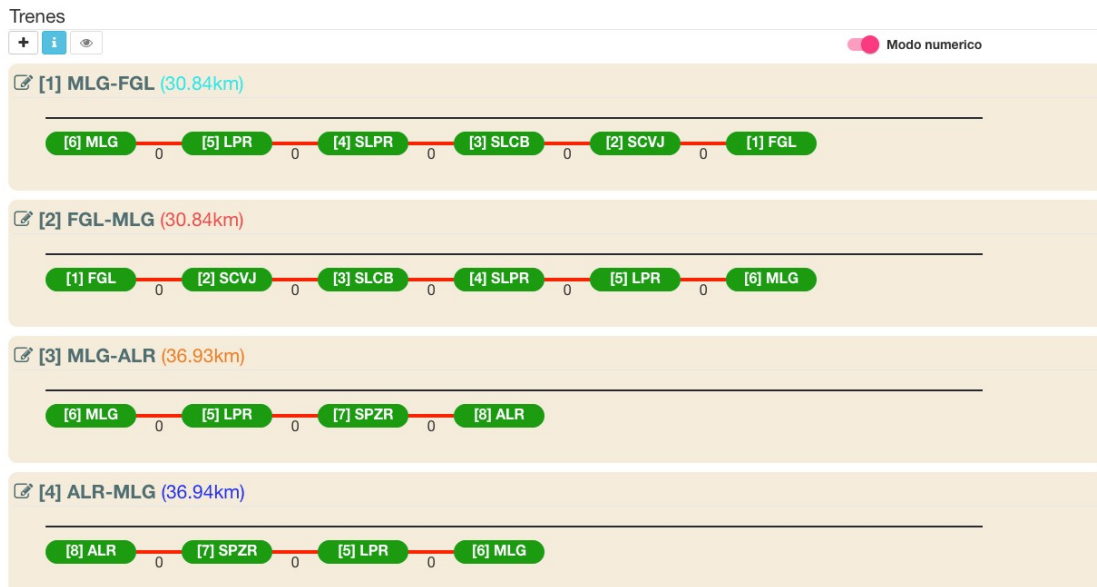 Trenes
Modo numerico
[1] MLG-FGL (30.84km)
[6] MLG [5] LPR [4] SLPR [3] SLCB [2] SCVJ [1] FGL
0 0 0 0 0
[2] FGL-MLG (30.84km)
[1] FGL [2] SCVJ [3] SLCB [4] SLPR [5] LPR [6] MLG
0 0 0 0 0
[3] MLG-ALR (36.93km)
[6] MLG [5] LPR [7] SPZR [8] ALR
0 0 0
[4] ALR-MLG (36.94km)
[8] ALR [7] SPZR [5] LPR [6] MLG
0 0 0